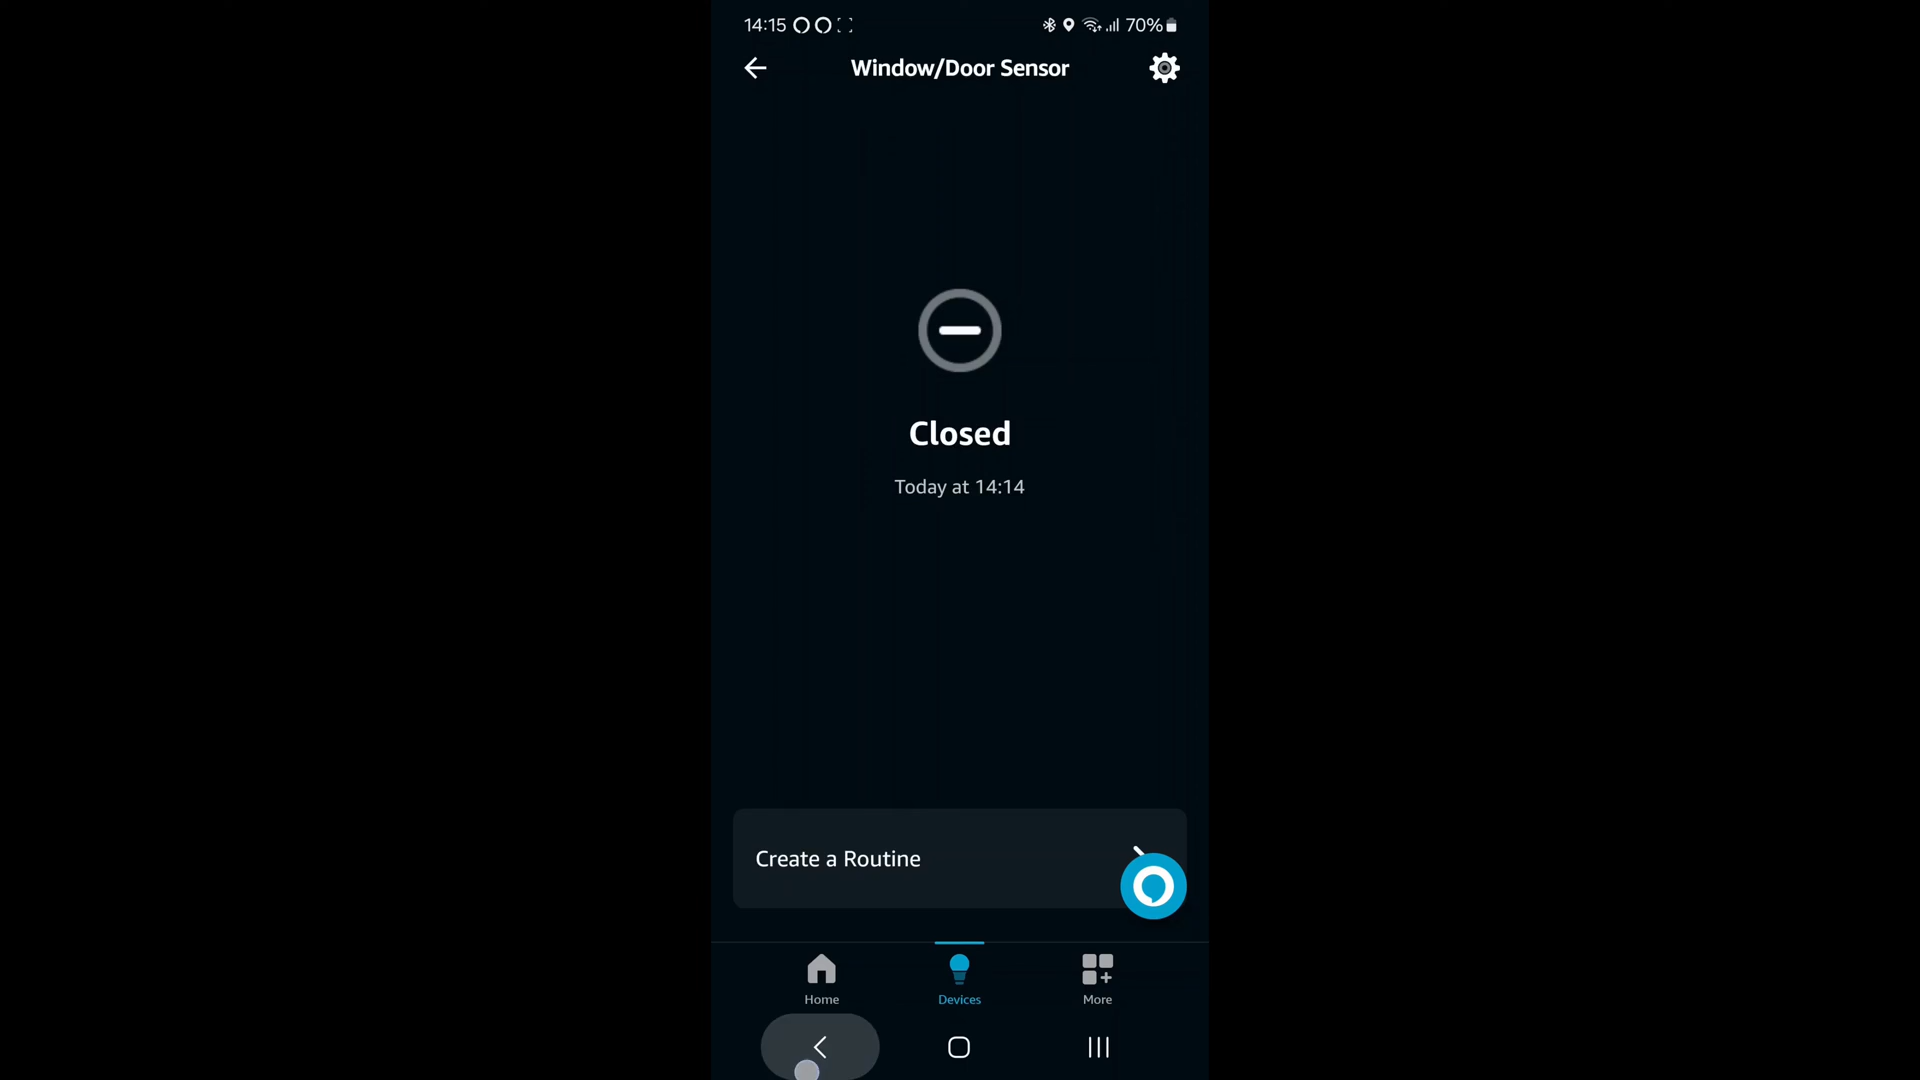 14:15 70%
Window/Door Sensor
Closed
Today at 14:14
Create a Routine
Home Devices More